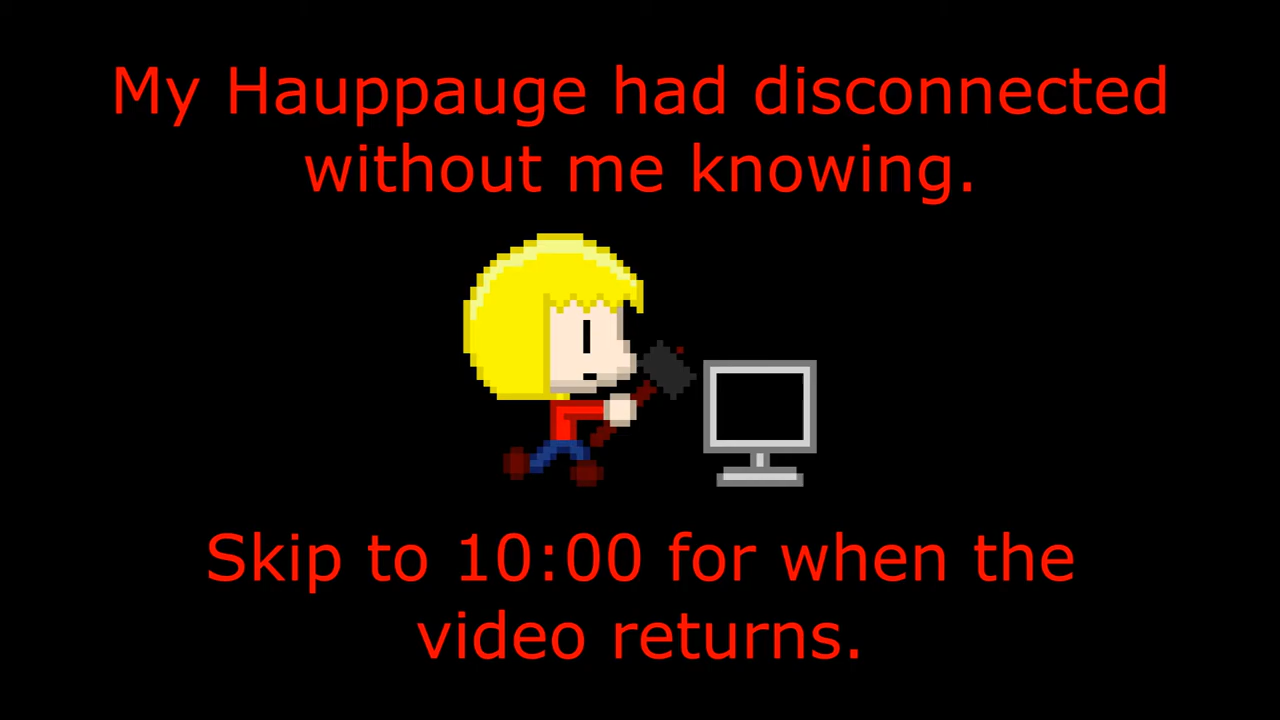 My Hauppauge had disconnected
without me knowing.
Skip to 10:00 for when the
video returns.